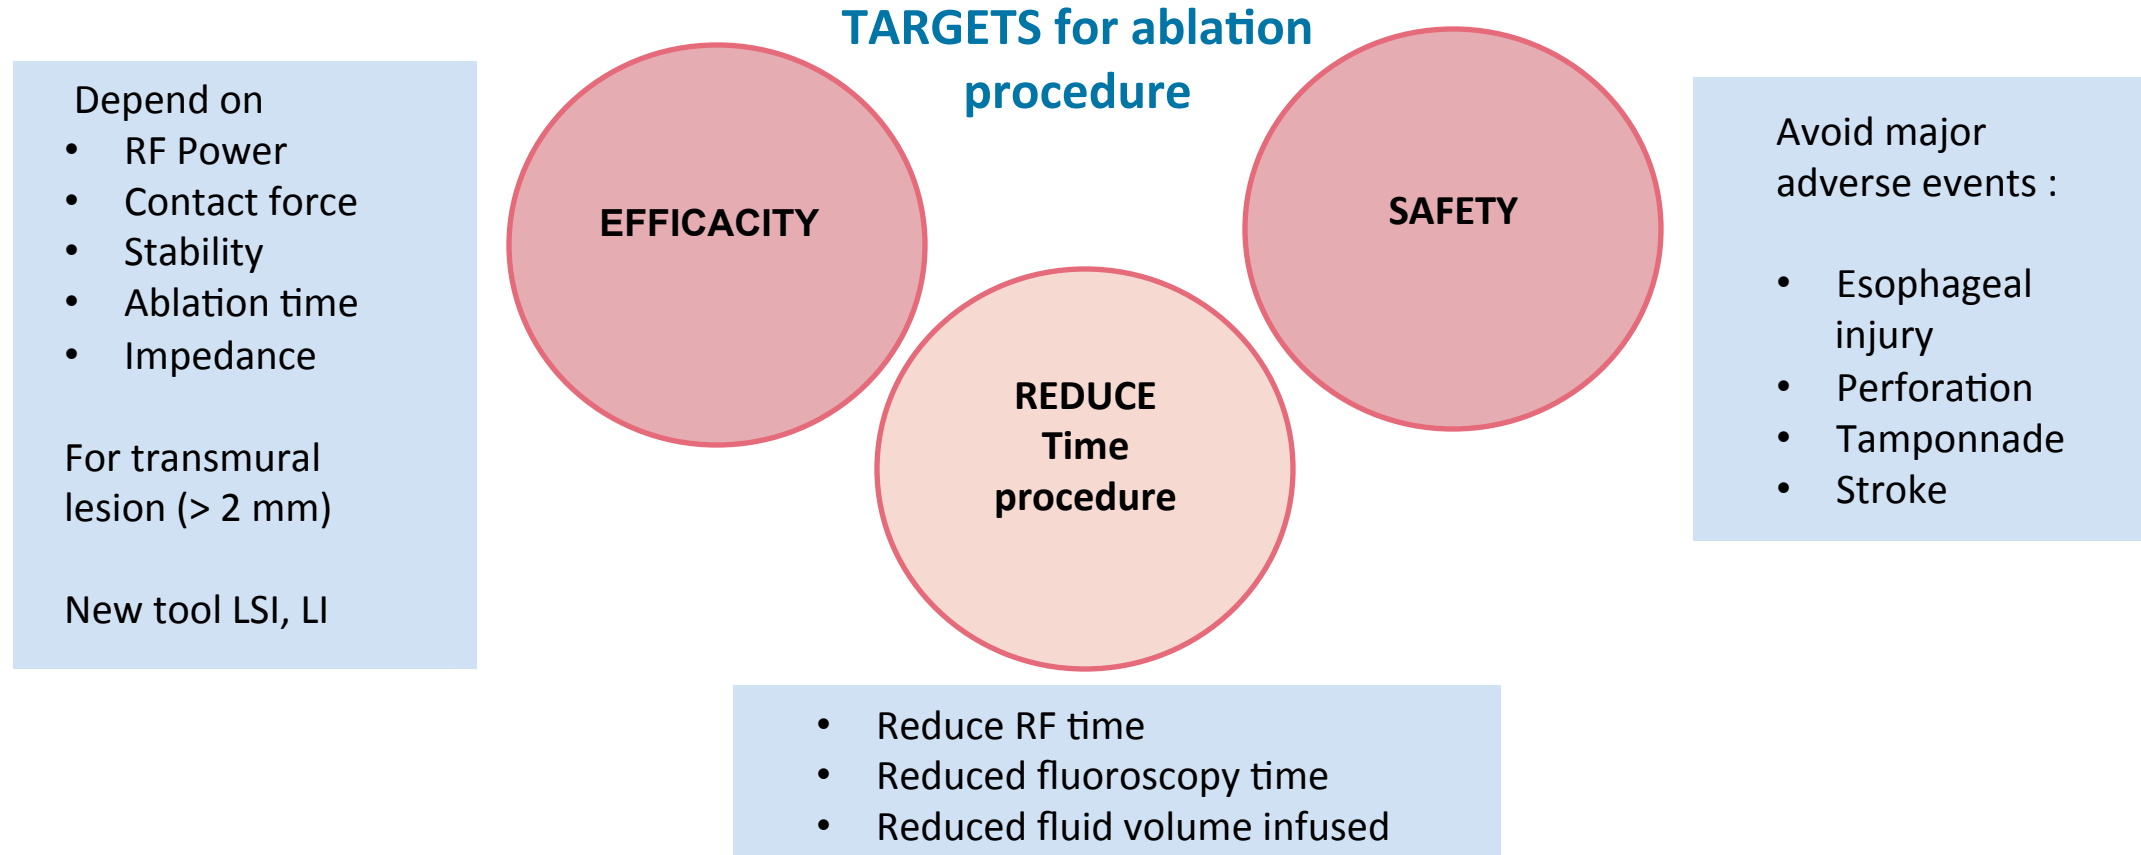 TARGETS for ablation
procedure
Depend on
• RF Power
• Contact force
• Stability
• Ablation time
• Impedance
For transmural
lesion (> 2 mm)
New tool LSI, LI
EFFICACITY
REDUCE
Time
procedure
SAFETY
Avoid major
adverse events :
• Esophageal
injury
• Perforation
• Tamponnade
• Stroke
• Reduce RF time
• Reduced fluoroscopy time
• Reduced fluid volume infused